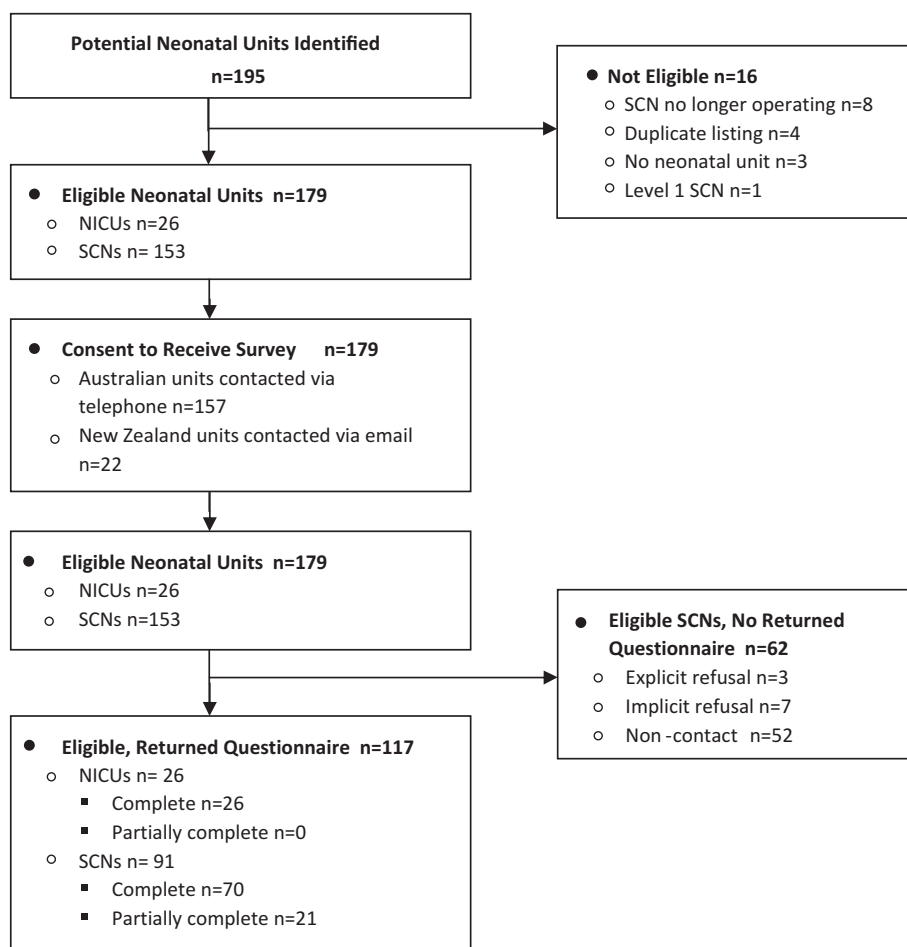 Potential Neonatal Units Identified
n=195
● Not Eligible n=16
○ SCN no longer operating n=8
○ Duplicate listing n=4
○ No neonatal unit n=3
○ Level 1 SCN n=1
● Eligible Neonatal Units n=179
○ NICUs n=26
○ SCNs n= 153
● Consent to Receive Survey n=179
○ Australian units contacted via
telephone n=157
○ New Zealand units contacted via email
n=22
● Eligible Neonatal Units n=179
○ NICUs n=26
○ SCNs n=153
● Eligible SCNs, No Returned
Questionnaire n=62
○ Explicit refusal n=3
○ Implicit refusal n=7
○ Non-contact n=52
● Eligible, Returned Questionnaire n=117
○ NICUs n= 26
■ Complete n=26
■ Partially complete n=0
○ SCNs n= 91
■ Complete n=70
■ Partially complete n=21